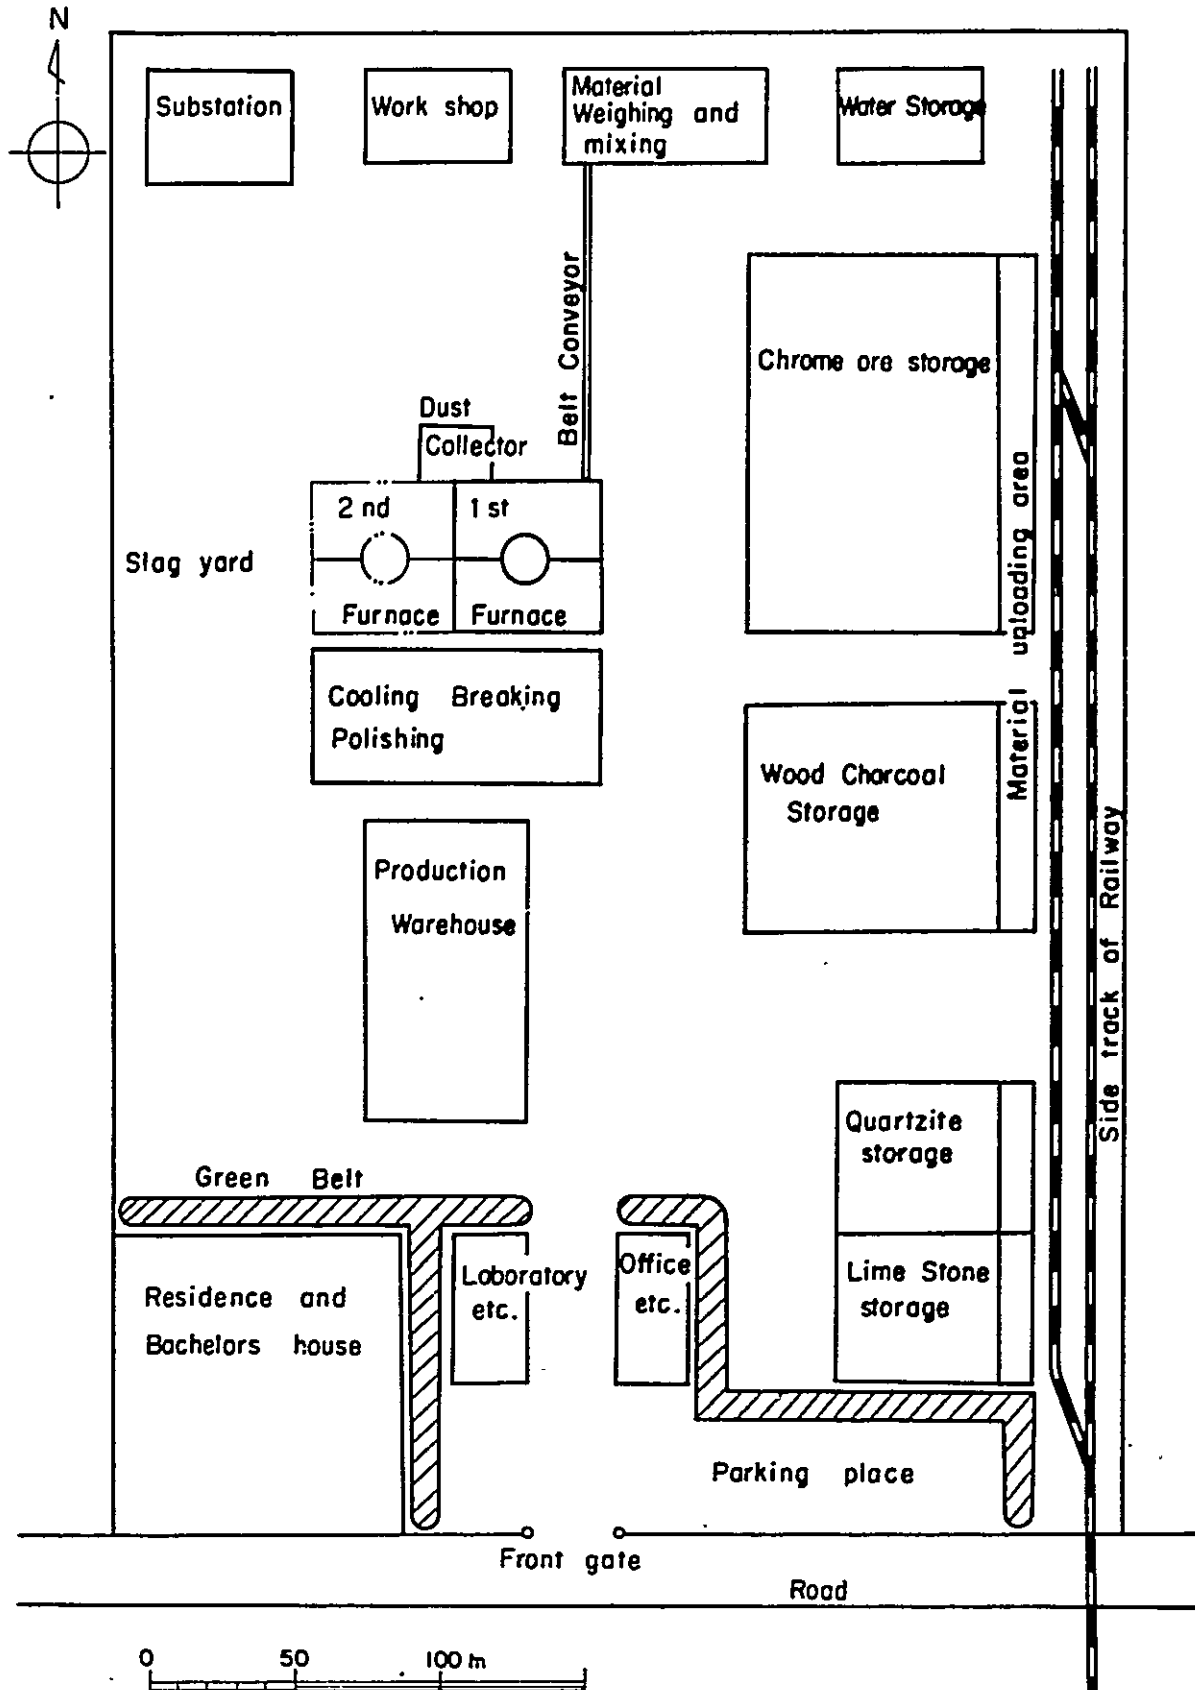 N
Substation
Work shop
Material
Weighing and
mixing
Water Storage
Belt Conveyor
Chrome ore storage
Dust
Collector
2 nd
1 st
Slag yard
Furnace
Furnace
Material unloading area
Cooling Breaking
Polishing
Wood Charcoal
Storage
Production
Warehouse
Side track of Railway
Quartzite
storage
Green Belt
Residence and
Bachelors house
Laboratory
etc.
Office
etc.
Lime Stone
storage
Parking place
Front gate
Road
0 50 100 m